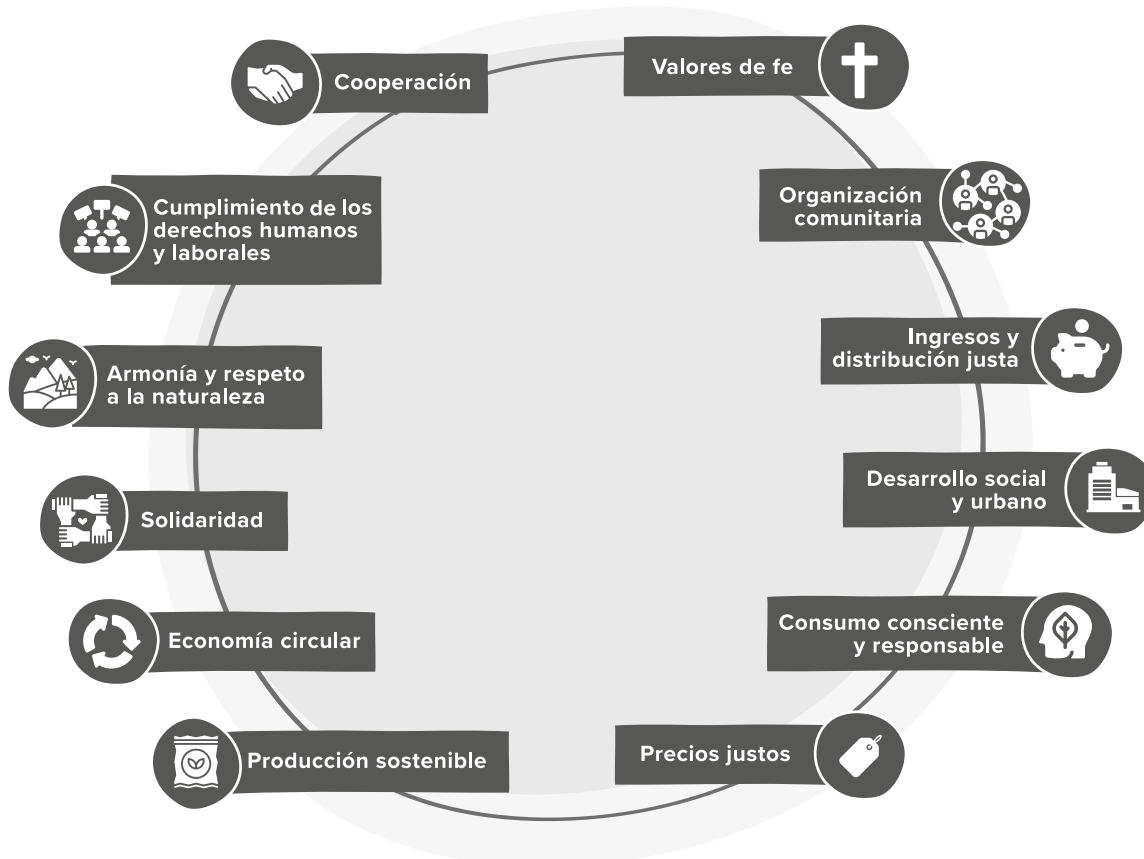 Cooperación
Valores de fe
Cumplimiento de los
derechos humanos
y laborales
Organización
comunitaria
Armonía y respeto
a la naturaleza
Ingresos y
distribución justa
Solidaridad
Desarrollo social
y urbano
Economía circular
Consumo consciente
y responsable
Producción sostenible
Precios justos